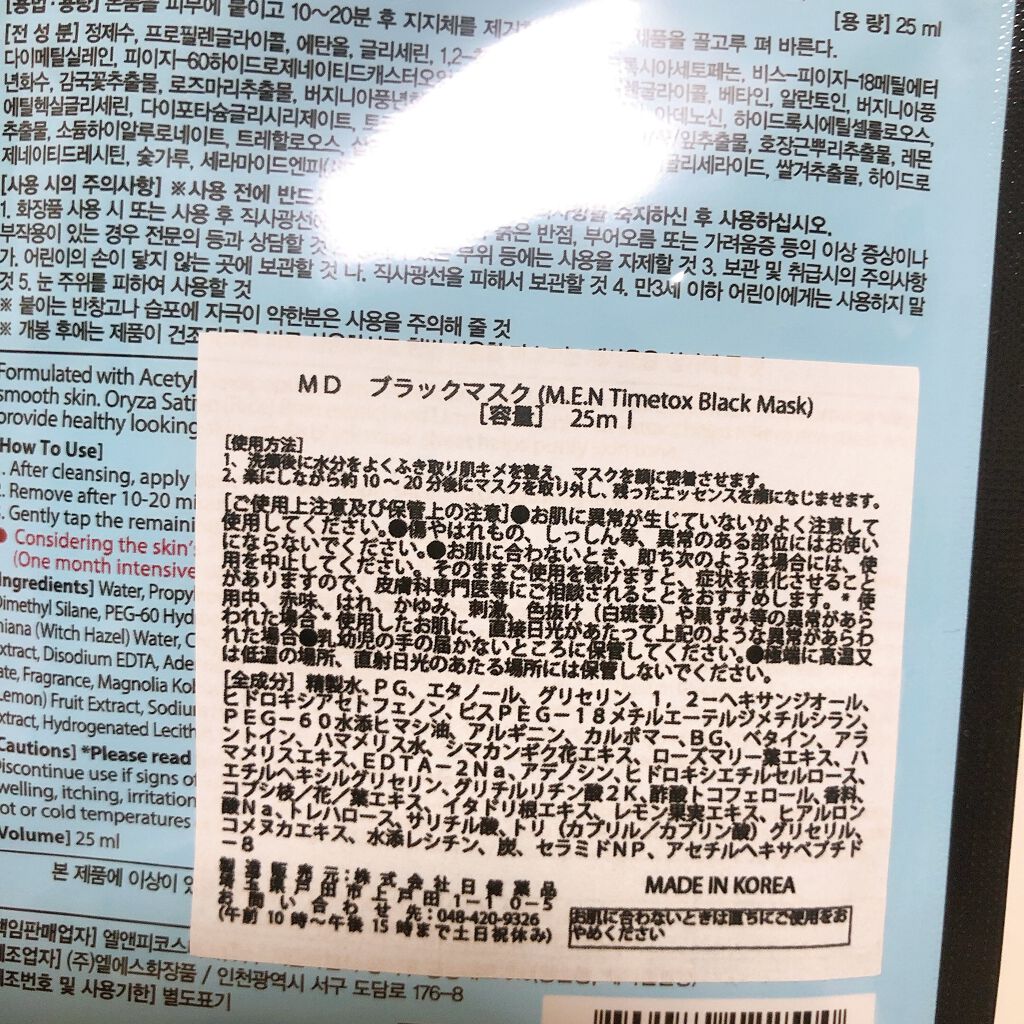 [용법·용량] 본품을 피부에 붙이고 10~20분 후 지지체를 제거 제품을 골고루 펴 바른다.
[용 량] 25 ml
[전 성 분] 정제수, 프로필렌글라이콜, 에탄올, 글리세린, 1,2- 록시아세토페논, 비스-피이지-18메틸에터
다이메틸실레인, 피이지-60하이드로제네이티드캐스터오일 렌글라이콜, 베타인, 알란토인, 버지니아풍
년화수, 감국꽃추출물, 로즈마리추출물, 버지니아풍년화 아데노신, 하이드록시에틸셀룰로오스,
에틸헥실글리세린, 다이포타슘글리시리제이트, 꽃/잎추출물, 호장근뿌리추출물, 레몬
추출물, 소듐하이알루로네이트, 트레할로오스, 글리세라이드, 쌀겨추출물, 하이드로
제네이티드레시틴, 숯가루, 세라마이드엔피
[사용 시의 주의사항] ※사용 전에 반드 숙지하신 후 사용하십시오.
1. 화장품 사용 시 또는 사용 후 직사광선에 붉은 반점, 부어오름 또는 가려움증 등의 이상 증상이나
부작용이 있는 경우 전문의 등과 상담할 것 부위 등에는 사용을 자제할 것 3. 보관 및 취급시의 주의사항
가. 어린이의 손이 닿지 않는 곳에 보관할 것 나. 직사광선을 피해서 보관할 것 4. 만3세 이하 어린이에게는 사용하지 말
것 5. 눈 주위를 피하여 사용할 것
※ 붙이는 반창고나 습포에 자극이 약한분은 사용을 주의해 줄 것
※ 개봉 후에는 제품이 건조
Formulated with Acetyl
smooth skin. Oryza Sati
provide healthy looking
[How To Use]
1. After cleansing, apply
2. Remove after 10-20 mi
3. Gently tap the remaini
● Considering the skin's
(One month intensive
[Ingredients] Water, Propyl
Dimethyl Silane, PEG-60 Hyd
niana (Witch Hazel) Water, C
Extract, Disodium EDTA, Ade
ate, Fragrance, Magnolia Kob
(Lemon) Fruit Extract, Sodiu
Extract, Hydrogenated Lecith
[Cautions] *Please read
Discontinue use if signs of
swelling, itching, irritation
hot or cold temperatures
[Volume] 25 ml
본 제품에 이상이 있
책임판매업자] 엘앤피코스
제조업자] (주)엘에스화장품 / 인천광역시 서구 도담로 176-8
제조번호 및 사용기한] 별도표기
MD ブラックマスク (M.E.N Timetox Black Mask)
[容量] 25ml
[使用方法]
1、洗顔後に水分をよくふき取り肌キメを整え、マスクを顔に密着させます。
2、楽にしながら約10～20分後にマスクを取り外し、残ったエッセンスを顔になじませます。
[ご使用上注意及び保管上の注意]●お肌に異常が生じていないかよく注意して
使用してください。●傷やはれもの、しっしん等、異常のある部位にはお使い
にならないでください。●お肌に合わないとき、即ち次のような場合には、使
用を中止してください。そのままご使用を続けますと、症状を悪化させること
がありますので、皮膚科専門医等にご相談されることをおすすめします。*使
用中、赤味、はれ、かゆみ、刺激、色抜け（白斑等）や黒ずみ等の異常があら
われた場合*使用したお肌に、直接日光があたって上記のような異常があらわ
れた場合●乳幼児の手の届かないところに保管してください。●極端に高温又
は低温の場所、直射日光のあたる場所には保管しないでください。
[全成分] 精製水、PG、エタノール、グリセリン、1，2－ヘキサンジオール、
ヒドロキシアセトフェノン、ビスPEG－18メチルエーテルジメチルシラン、
PEG－60水添ヒマシ油、アルギニン、カルボマー、BG、ベタイン、アラ
ントイン、ハマメリス水、シマカンギク花エキス、ローズマリー葉エキス、ハ
マメリスエキス、EDTA－2Na、アデノシン、ヒドロキシエチルセルロース、
エチルヘキシルグリセリン、グリチルリチン酸2K、酢酸トコフェロール、香料、
コブシ枝／花／葉エキス、イタドリ根エキス、レモン果実エキス、ヒアルロン
酸Na、トレハロース、サリチル酸、トリ（カプリル／カプリン酸）グリセリル、
コメヌカエキス、水添レシチン、炭、セラミドNP、アセチルヘキサペプチド
－8
製造販売元：株式会社日健薬品
埼玉県戸田市上戸田1－10－5
お問い合わせ先：048-420-9326
（午前10時～午後15時まで土日祝休み）
MADE IN KOREA
お肌に合わないときは直ちにご使用をお
やめください